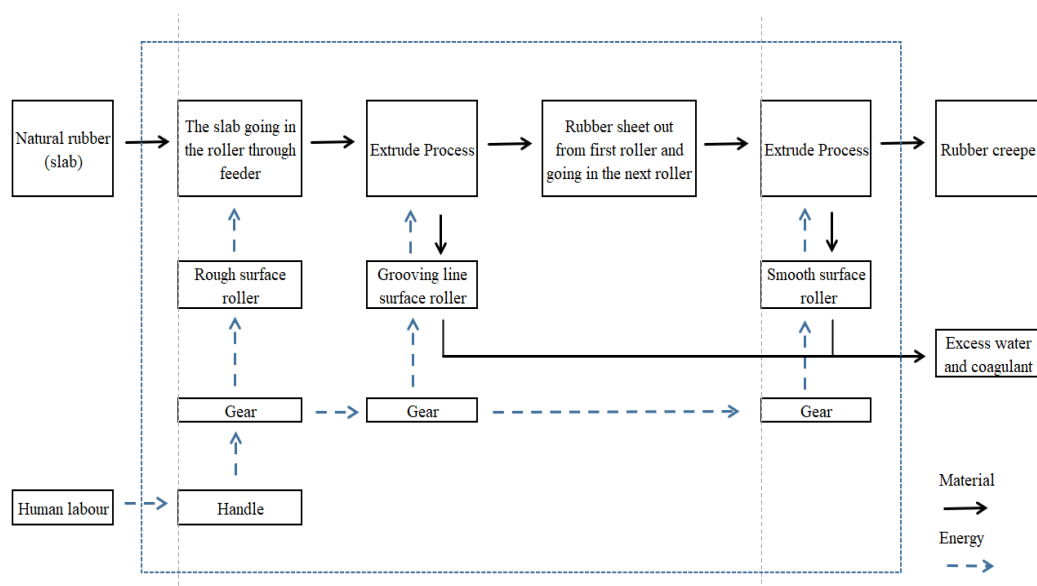 Natural rubber
(slab)
The slab going in
the roller through
feeder
Extrude Process
Rubber sheet out
from first roller and
going in the next roller
Extrude Process
Rubber creepe
Rough surface
roller
Grooving line
surface roller
Smooth surface
roller
Excess water
and coagulant
Gear
Gear
Gear
Human labour
Handle
Material
Energy